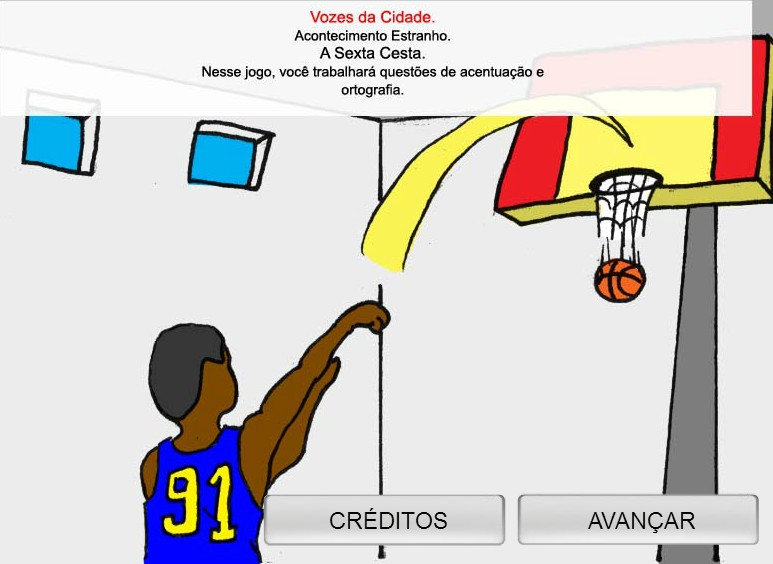 Vozes da Cidade.
Acontecimento Estranho.
A Sexta Cesta.
Nesse jogo, você trabalhará questões de acentuação e
ortografia.
91
CRÉDITOS
AVANÇAR